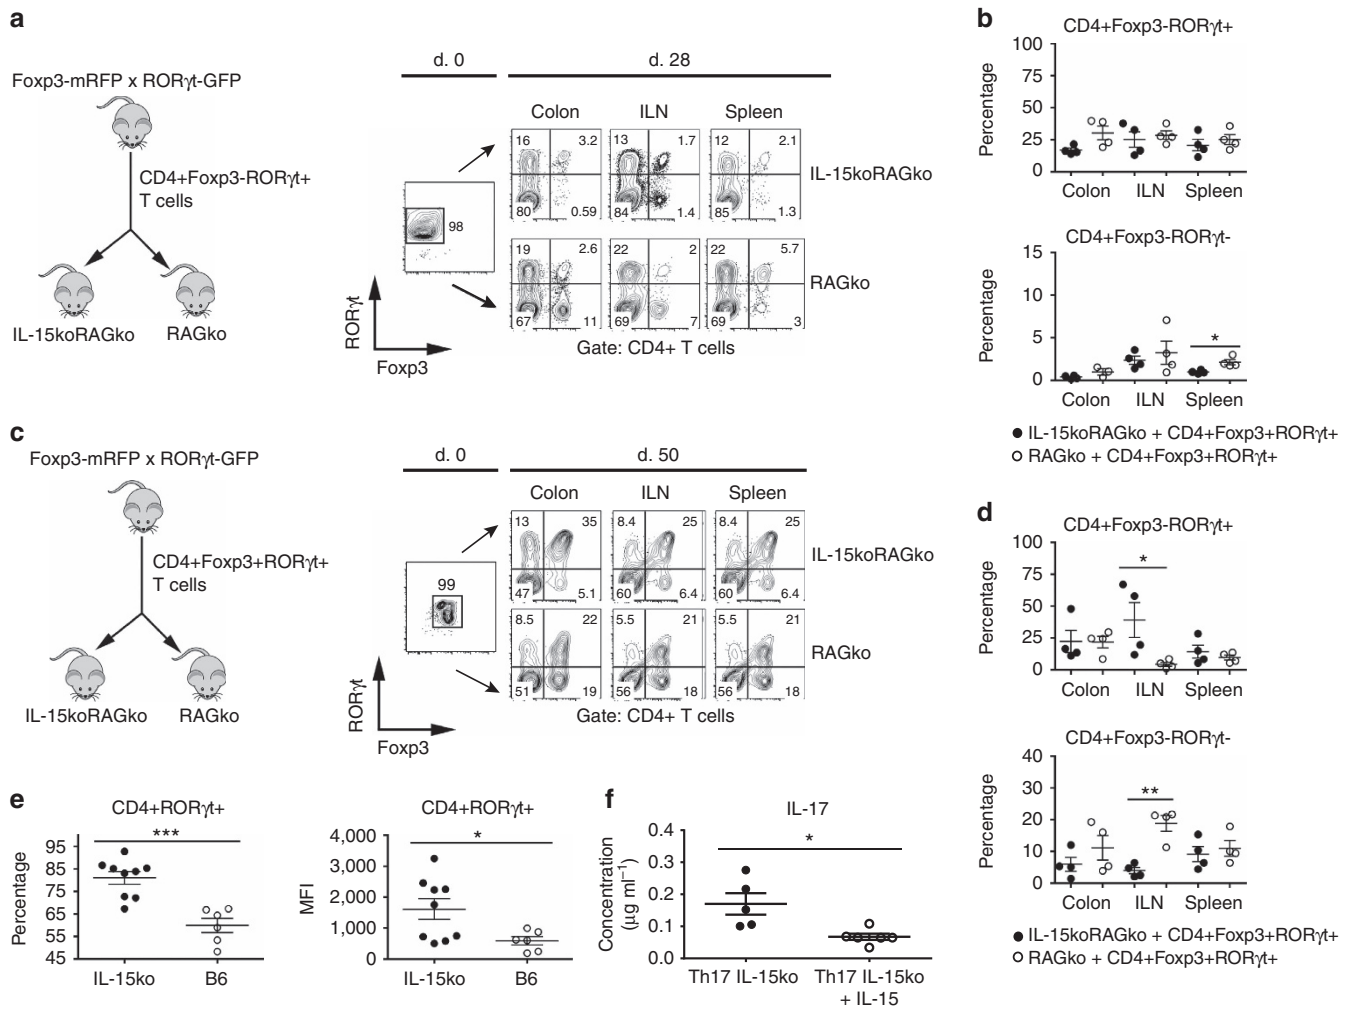 a
Foxp3-mRFP x RORγt-GFP
CD4+Foxp3-RORγt+
T cells
IL-15koRAGko
RAGko
d. 0
d. 28
Colon
ILN
Spleen
98
16
3.2
80
0.59
13
1.7
84
1.4
12
2.1
85
1.3
IL-15koRAGko
19
2.6
67
11
22
2
69
7
22
5.7
69
3
RAGko
RORγt
Foxp3
Gate: CD4+ T cells
b
CD4+Foxp3-RORγt+
Percentage
100
75
50
25
0
Colon
ILN
Spleen
CD4+Foxp3-RORγt-
Percentage
15
10
5
0
*
Colon
ILN
Spleen
● IL-15koRAGko + CD4+Foxp3+RORγt+
○ RAGko + CD4+Foxp3+RORγt+
c
Foxp3-mRFP x RORγt-GFP
CD4+Foxp3+RORγt+
T cells
IL-15koRAGko
RAGko
d. 0
d. 50
Colon
ILN
Spleen
99
13
35
47
5.1
8.4
25
60
6.4
8.4
25
60
6.4
IL-15koRAGko
8.5
22
51
19
5.5
21
56
18
5.5
21
56
18
RAGko
RORγt
Foxp3
Gate: CD4+ T cells
d
CD4+Foxp3-RORγt+
Percentage
100
75
50
25
0
*
Colon
ILN
Spleen
CD4+Foxp3-RORγt-
Percentage
40
30
20
10
0
**
Colon
ILN
Spleen
● IL-15koRAGko + CD4+Foxp3+RORγt+
○ RAGko + CD4+Foxp3+RORγt+
e
CD4+RORγt+
***
Percentage
95
85
75
65
55
45
IL-15ko
B6
CD4+RORγt+
*
MFI
4,000
3,000
2,000
1,000
0
IL-15ko
B6
f
IL-17
*
Concentration
(μg ml⁻¹)
0.4
0.3
0.2
0.1
0.0
Th17 IL-15ko
Th17 IL-15ko
+ IL-15